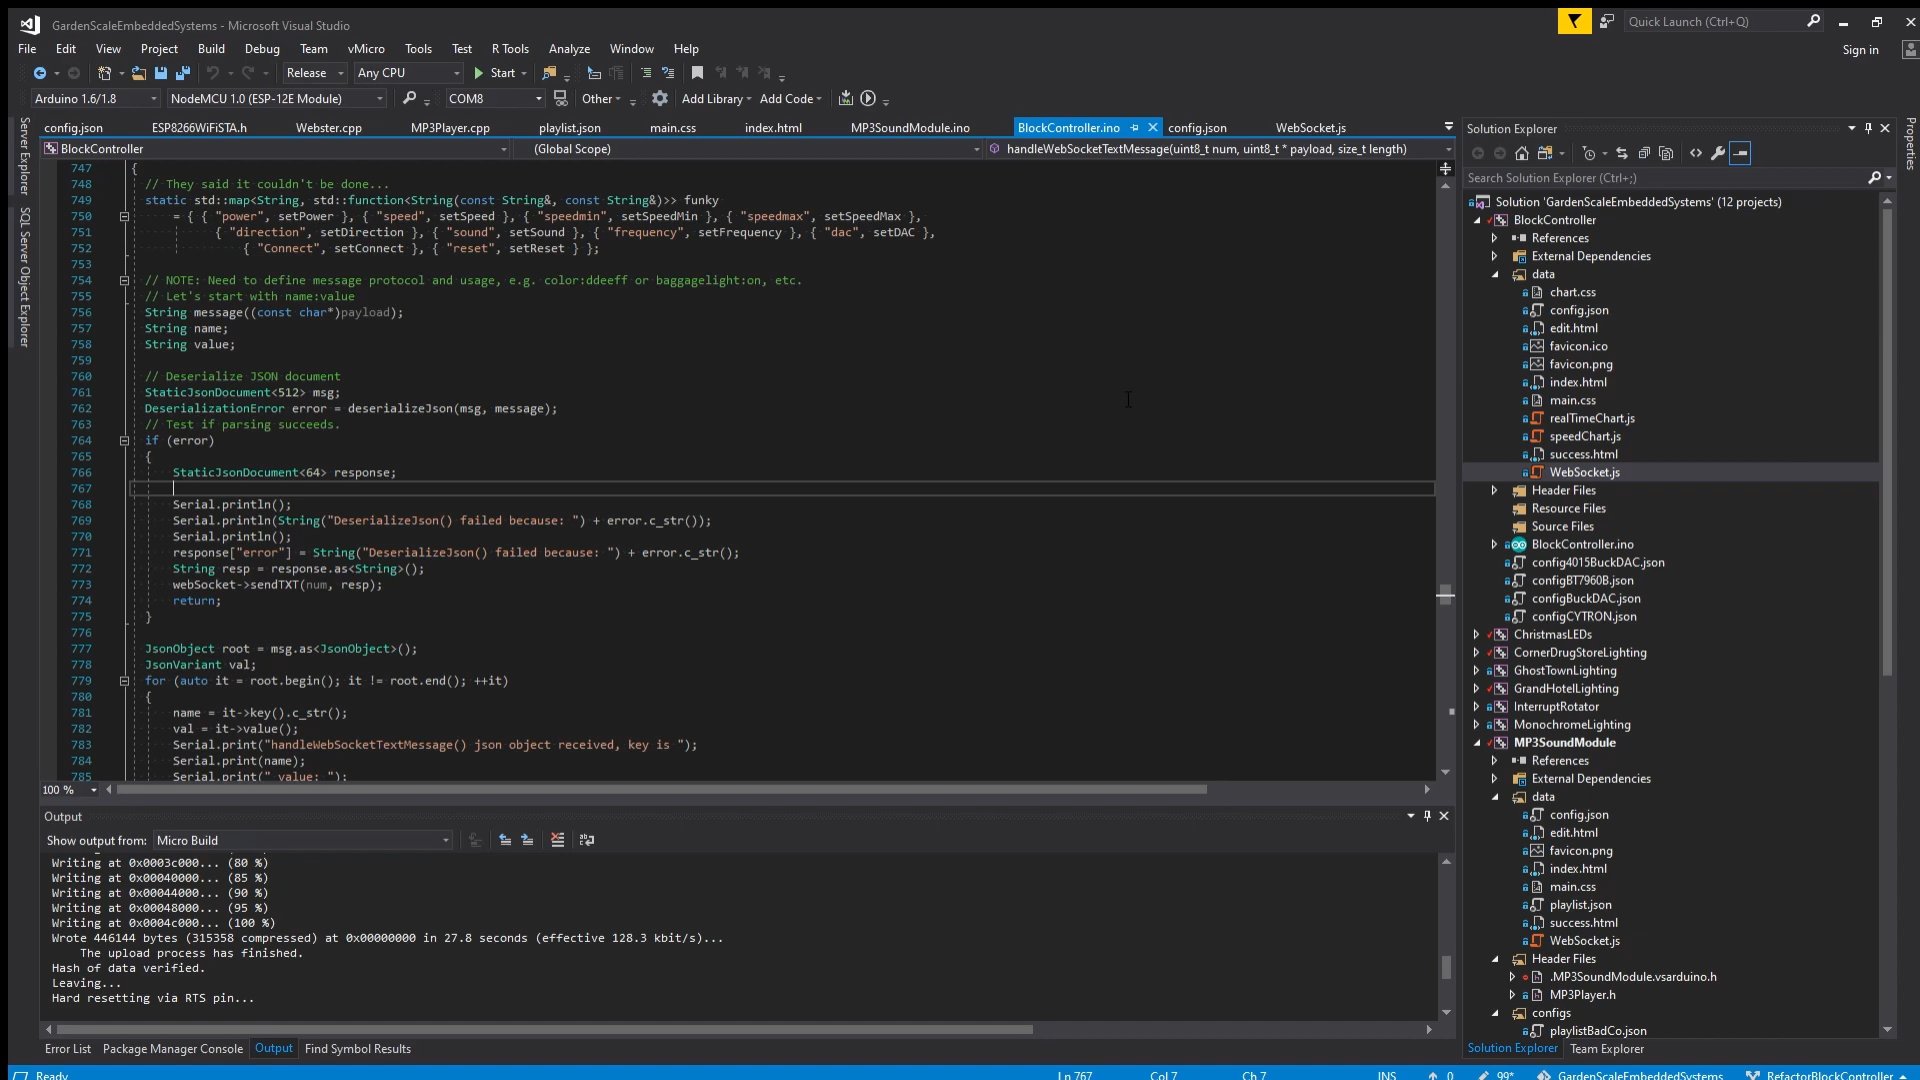 GardenScaleEmbeddedSystems - Microsoft Visual Studio
Quick Launch (Ctrl+Q)
File Edit View Project Build Debug Team vMicro Tools Test R Tools Analyze Window Help
Sign in
Release Any CPU Start
Arduino 1.6/1.8 NodeMCU 1.0 (ESP-12E Module) COM8 Other Add Library Add Code
config.json ESP8266WiFiSTA.h Webster.cpp MP3Player.cpp playlist.json main.css index.html MP3SoundModule.ino BlockController.ino config.json WebSocket.js
BlockController (Global Scope) handleWebSocketTextMessage(uint8_t num, uint8_t * payload, size_t length)
Server Explorer
SQL Server Object Explorer
747 {
748 // They said it couldn't be done...
749 static std::map<String, std::function<String(const String&, const String&)>> funky
750 = { { "power", setPower }, { "speed", setSpeed }, { "speedmin", setSpeedMin }, { "speedmax", setSpeedMax },
751 { "direction", setDirection }, { "sound", setSound }, { "frequency", setFrequency }, { "dac", setDAC },
752 { "Connect", setConnect }, { "reset", setReset } };
753
754 // NOTE: Need to define message protocol and usage, e.g. color:ddeeff or baggagelight:on, etc.
755 // Let's start with name:value
756 String message((const char*)payload);
757 String name;
758 String value;
759
760 // Deserialize JSON document
761 StaticJsonDocument<512> msg;
762 DeserializationError error = deserializeJson(msg, message);
763 // Test if parsing succeeds.
764 if (error)
765 {
766 StaticJsonDocument<64> response;
767
768 Serial.println();
769 Serial.println(String("DeserializeJson() failed because: ") + error.c_str());
770 Serial.println();
771 response["error"] = String("DeserializeJson() failed because: ") + error.c_str();
772 String resp = response.as<String>();
773 webSocket->sendTXT(num, resp);
774 return;
775 }
776
777 JsonObject root = msg.as<JsonObject>();
778 JsonVariant val;
779 for (auto it = root.begin(); it != root.end(); ++it)
780 {
781 name = it->key().c_str();
782 val = it->value();
783 Serial.print("handleWebSocketTextMessage() json object received, key is ");
784 Serial.print(name);
785 Serial.print(" value: ");
100 %
Output
Show output from: Micro Build
Writing at 0x0003c000... (80 %)
Writing at 0x00040000... (85 %)
Writing at 0x00044000... (90 %)
Writing at 0x00048000... (95 %)
Writing at 0x0004c000... (100 %)
Wrote 446144 bytes (315358 compressed) at 0x00000000 in 27.8 seconds (effective 128.3 kbit/s)...
The upload process has finished.
Hash of data verified.
Leaving...
Hard resetting via RTS pin...
Error List Package Manager Console Output Find Symbol Results
Solution Explorer
Search Solution Explorer (Ctrl+;)
Solution 'GardenScaleEmbeddedSystems' (12 projects)
BlockController
References
External Dependencies
data
chart.css
config.json
edit.html
favicon.ico
favicon.png
index.html
main.css
realTimeChart.js
speedChart.js
success.html
WebSocket.js
Header Files
Resource Files
Source Files
BlockController.ino
config4015BuckDAC.json
configBT7960B.json
configBuckDAC.json
configCYTRON.json
ChristmasLEDs
CornerDrugStoreLighting
GhostTownLighting
GrandHotelLighting
InterruptRotator
MonochromeLighting
MP3SoundModule
References
External Dependencies
data
config.json
edit.html
favicon.png
index.html
main.css
playlist.json
success.html
WebSocket.js
Header Files
.MP3SoundModule.vsarduino.h
MP3Player.h
configs
playlistBadCo.json
Solution Explorer Team Explorer
Properties
Ready Ln 767 Col 7 Ch 7 INS 0 99* GardenScaleEmbeddedSystems RefactorBlockController